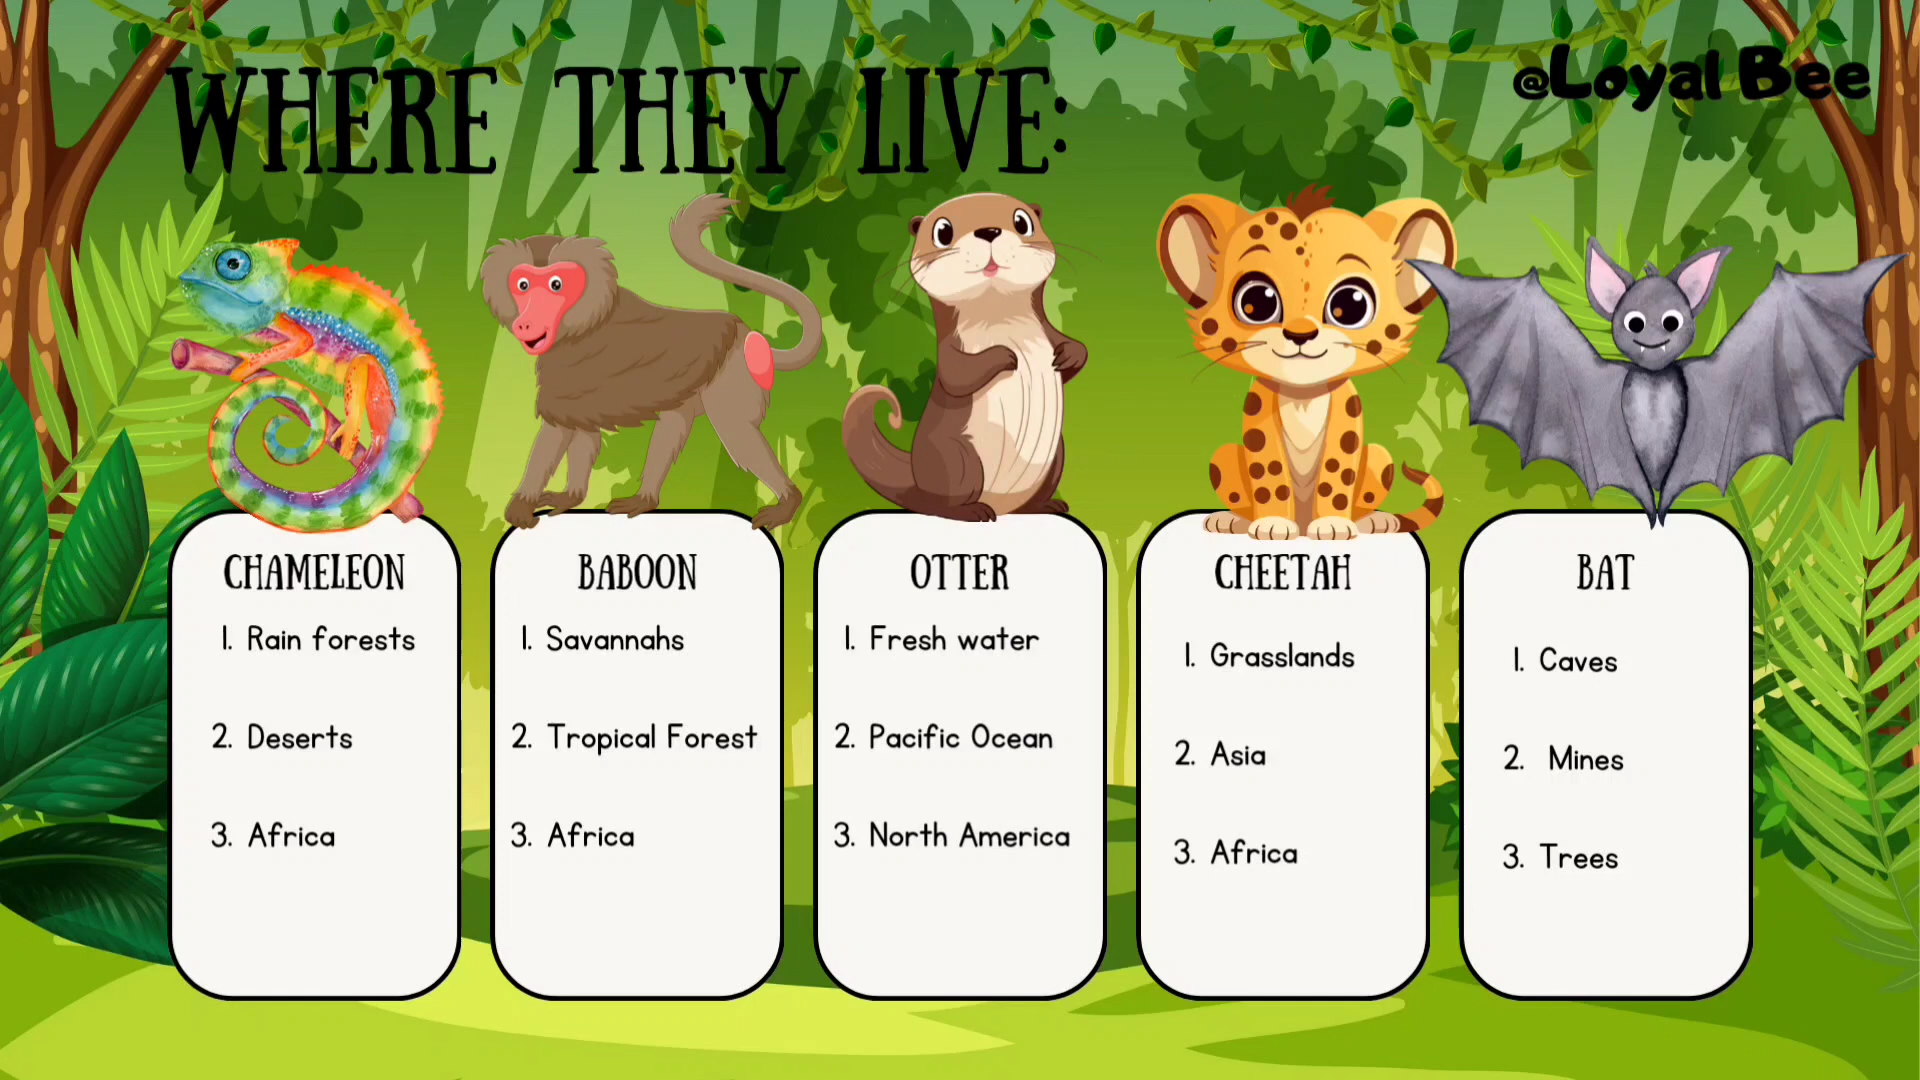 WHERE THEY LIVE:
@Loyal Bee
CHAMELEON
1. Rain forests
2. Deserts
3. Africa
BABOON
1. Savannahs
2. Tropical Forest
3. Africa
OTTER
1. Fresh water
2. Pacific Ocean
3. North America
CHEETAH
1. Grasslands
2. Asia
3. Africa
BAT
1. Caves
2. Mines
3. Trees